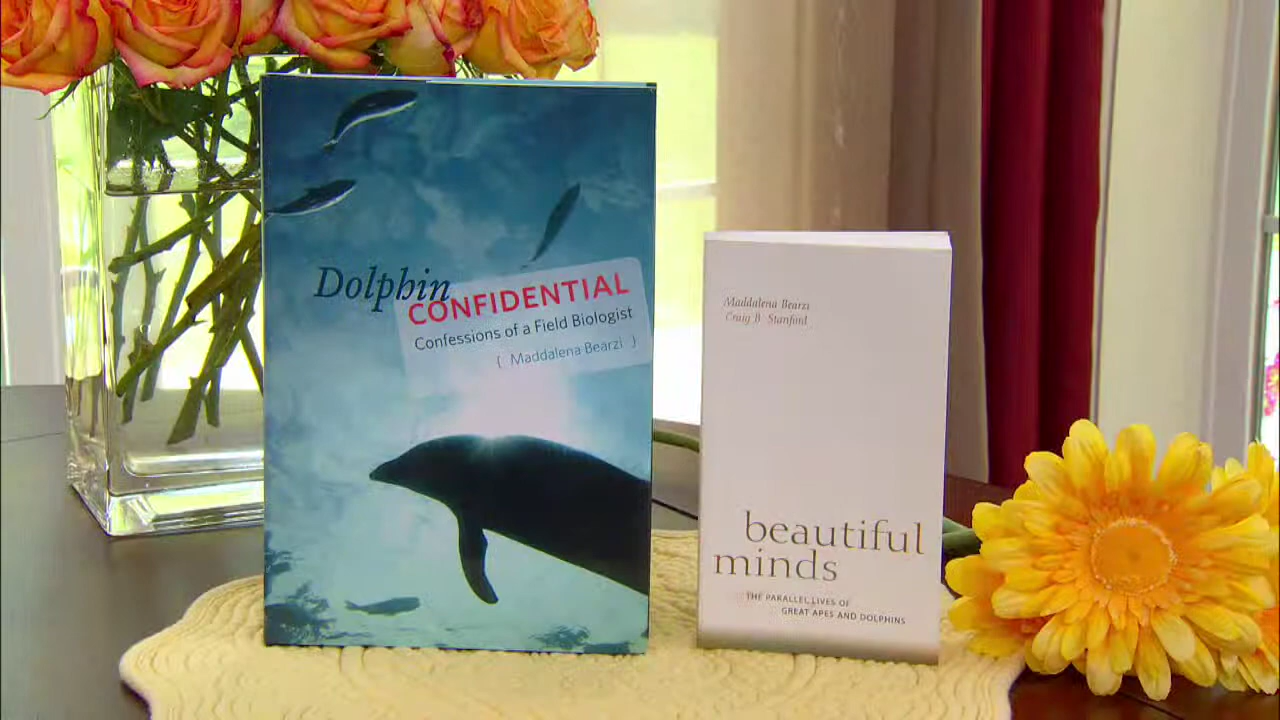 Dolphin
CONFIDENTIAL
Confessions of a Field Biologist
{ Maddalena Bearzi }
Maddalena Bearzi
Craig B. Stanford
beautiful
minds
THE PARALLEL LIVES OF
GREAT APES AND DOLPHINS